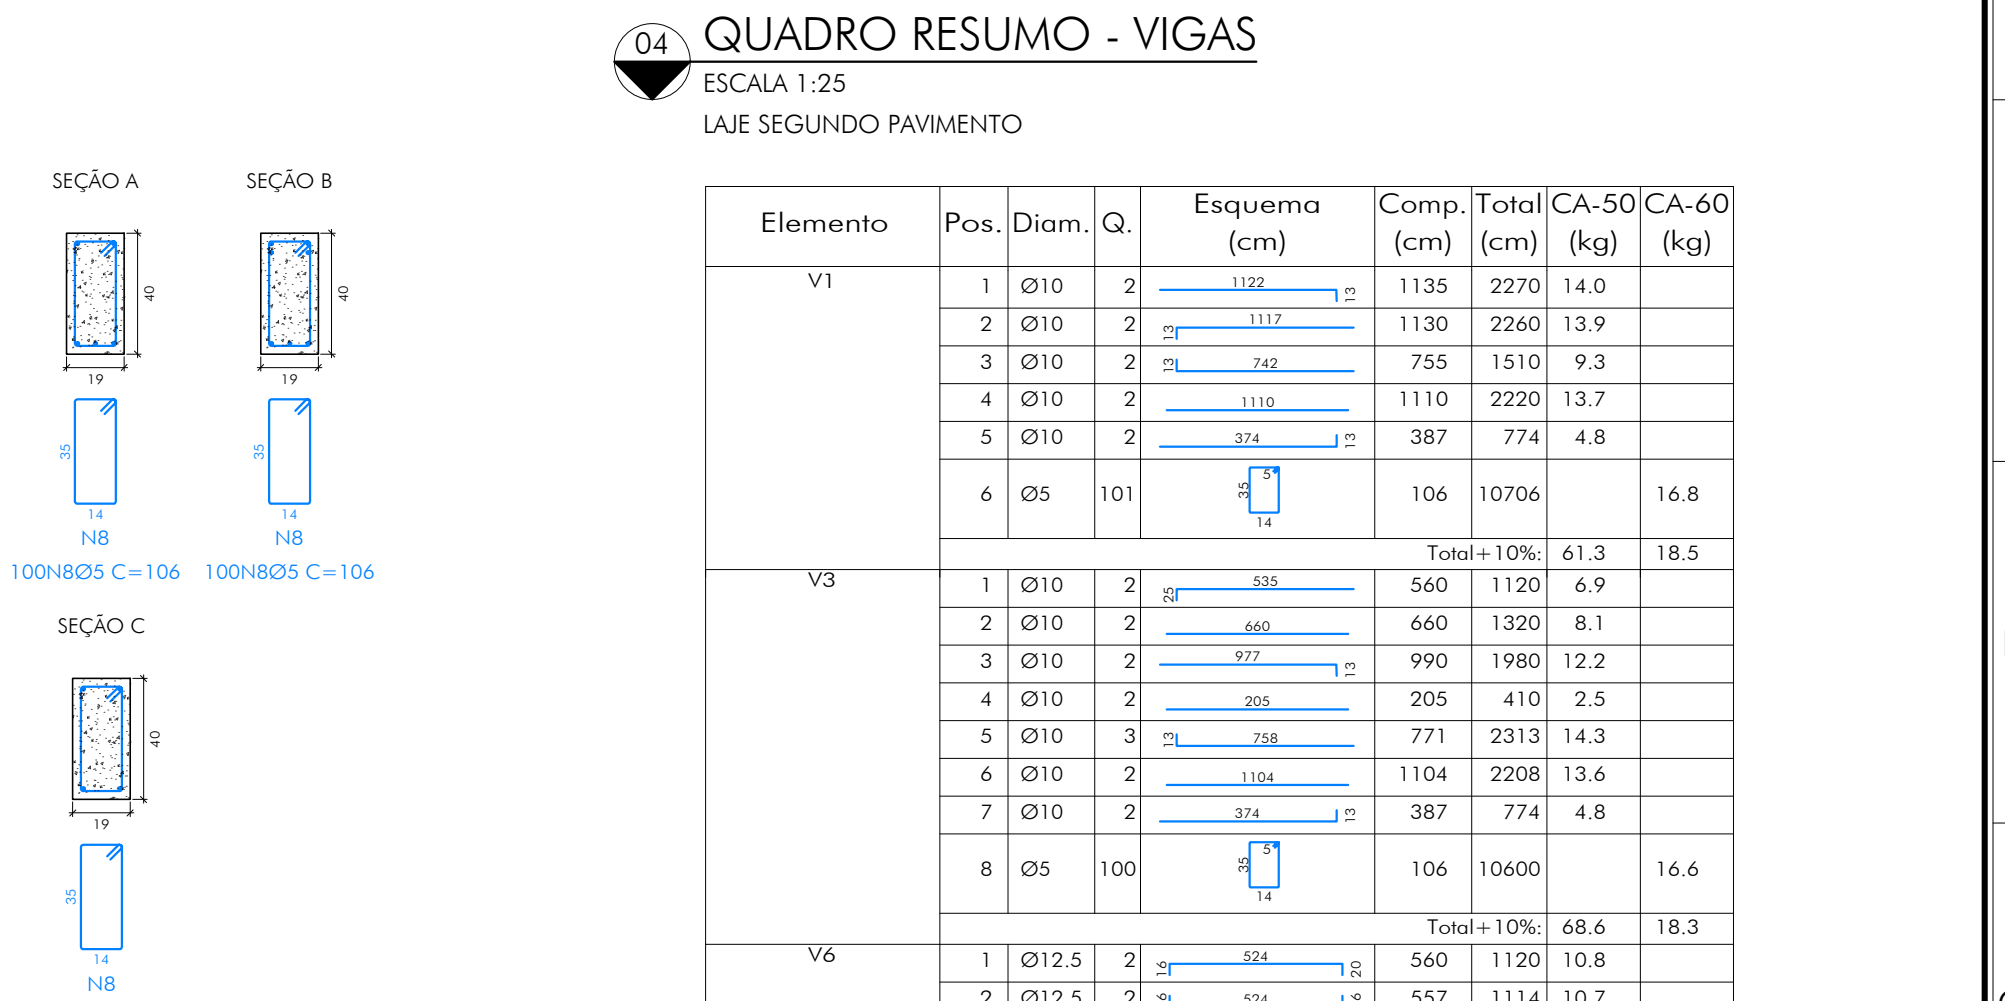 04
QUADRO RESUMO - VIGAS
ESCALA 1:25
LAJE SEGUNDO PAVIMENTO
SEÇÃO A
40
19
35
14
N8
100N8Ø5 C=106
SEÇÃO B
40
19
35
14
N8
100N8Ø5 C=106
SEÇÃO C
40
19
35
14
N8
Elemento Pos. Diam. Q. Esquema (cm) Comp. (cm) Total (cm) CA-50 (kg) CA-60 (kg)
V1 1 Ø10 2 1122 13 1135 2270 14.0
2 Ø10 2 13 1117 1130 2260 13.9
3 Ø10 2 13 742 755 1510 9.3
4 Ø10 2 1110 1110 2220 13.7
5 Ø10 2 374 13 387 774 4.8
6 Ø5 101 5 35 14 106 10706 16.8
Total+10%: 61.3 18.5
V3 1 Ø10 2 25 535 560 1120 6.9
2 Ø10 2 660 660 1320 8.1
3 Ø10 2 977 13 990 1980 12.2
4 Ø10 2 205 205 410 2.5
5 Ø10 3 13 758 771 2313 14.3
6 Ø10 2 1104 1104 2208 13.6
7 Ø10 2 374 13 387 774 4.8
8 Ø5 100 5 35 14 106 10600 16.6
Total+10%: 68.6 18.3
V6 1 Ø12.5 2 16 524 20 560 1120 10.8
2 Ø12.5 2 524 557 1114 10.7